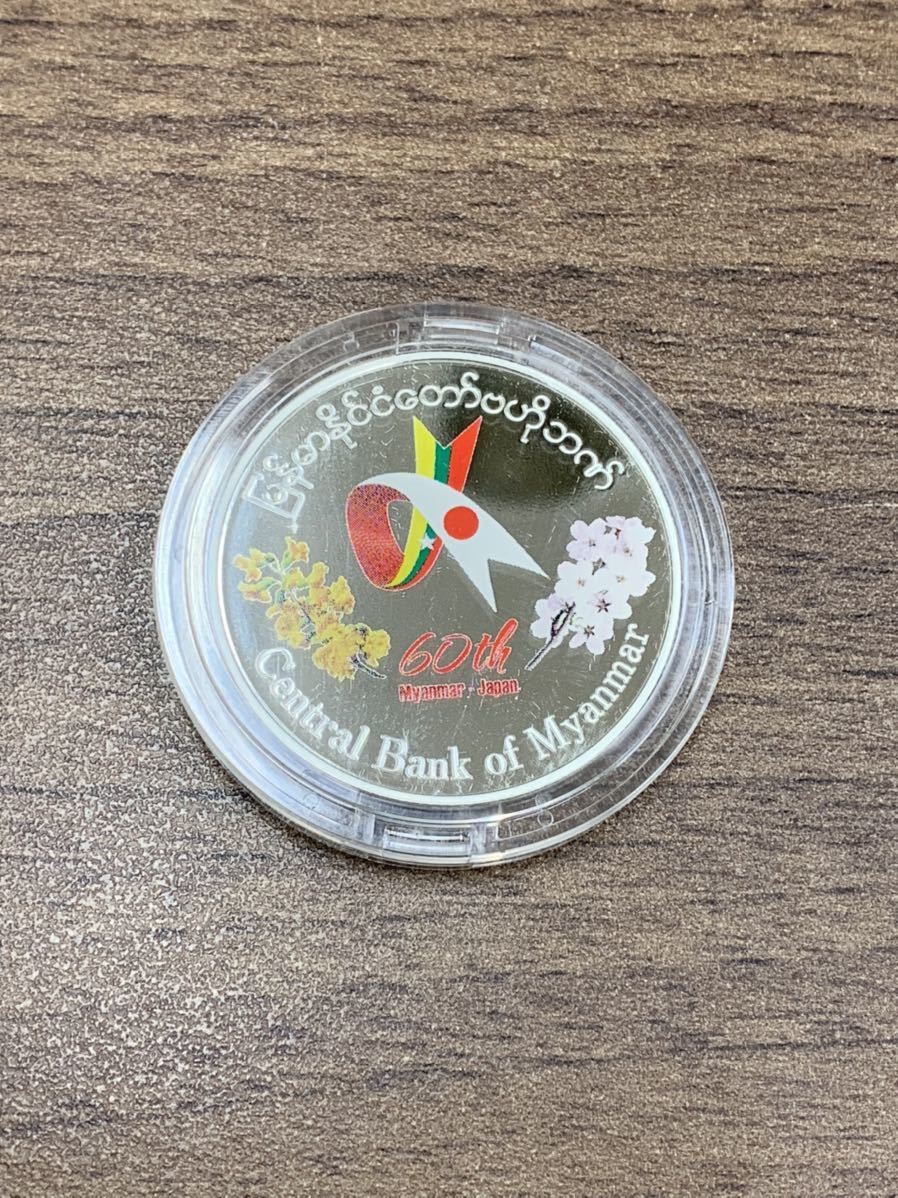 မြန်မာနိုင်ငံတော်ဗဟိုဘဏ်
60th
Myanmar - Japan
Central Bank of Myanmar